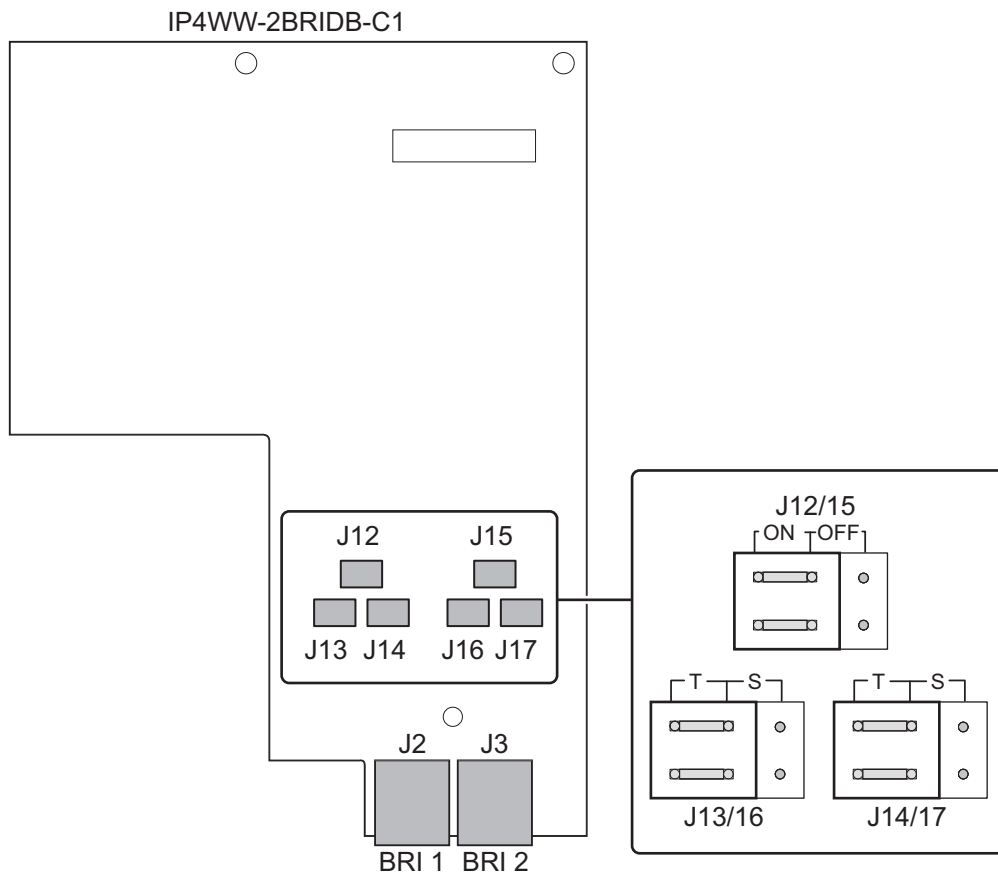 IP4WW-2BRIDB-C1
J12 J15
J13 J14 J16 J17
J2 J3
BRI 1 BRI 2
J12/15
ON OFF
T S T S
J13/16 J14/17